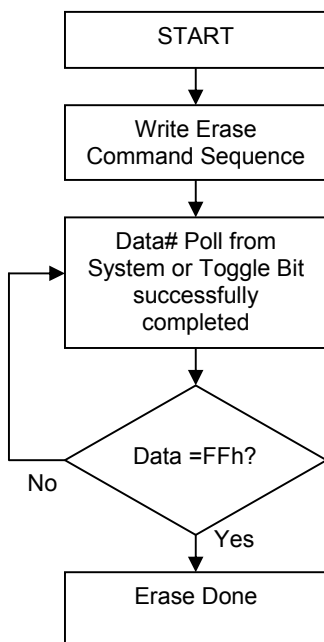 START
Write Erase
Command Sequence
Data# Poll from
System or Toggle Bit
successfully
completed
Data =FFh?
No
Yes
Erase Done